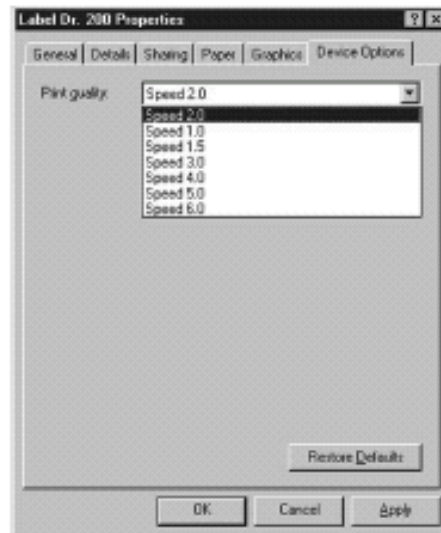 Label Dr. 200 Properties
General Details Sharing Paper Graphics Device Options
Print quality: Speed 2.0
Speed 2.0
Speed 1.0
Speed 1.5
Speed 3.0
Speed 4.0
Speed 5.0
Speed 6.0
Restore Defaults
OK Cancel Apply